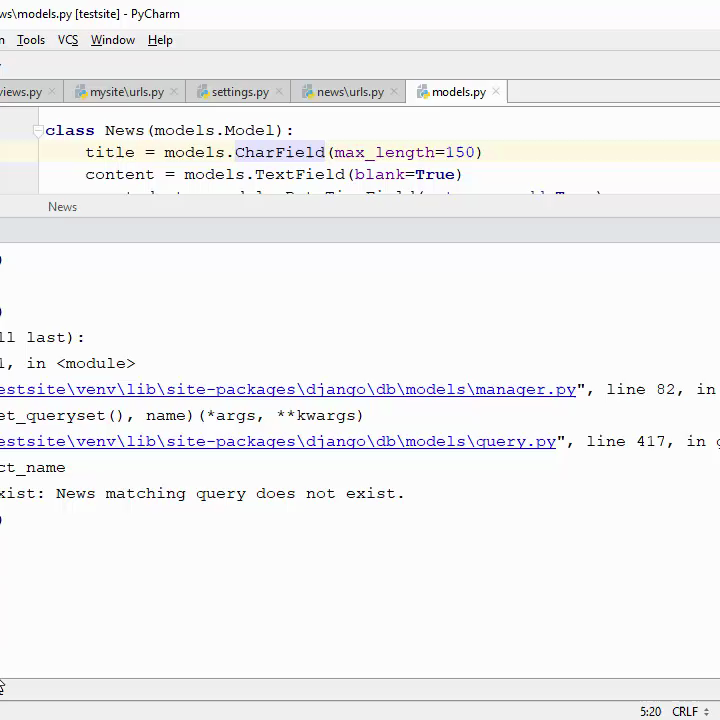 ws\models.py [testsite] - PyCharm
n Tools VCS Window Help
views.py mysite\urls.py settings.py news\urls.py models.py
class News(models.Model):
title = models.CharField(max_length=150)
content = models.TextField(blank=True)
News
)
)
ll last):
1, in <module>
estsite\venv\lib\site-packages\django\db\models\manager.py", line 82, in
et_queryset(), name)(*args, **kwargs)
estsite\venv\lib\site-packages\django\db\models\query.py", line 417, in g
ct_name
xist: News matching query does not exist.
)
5:20 CRLF